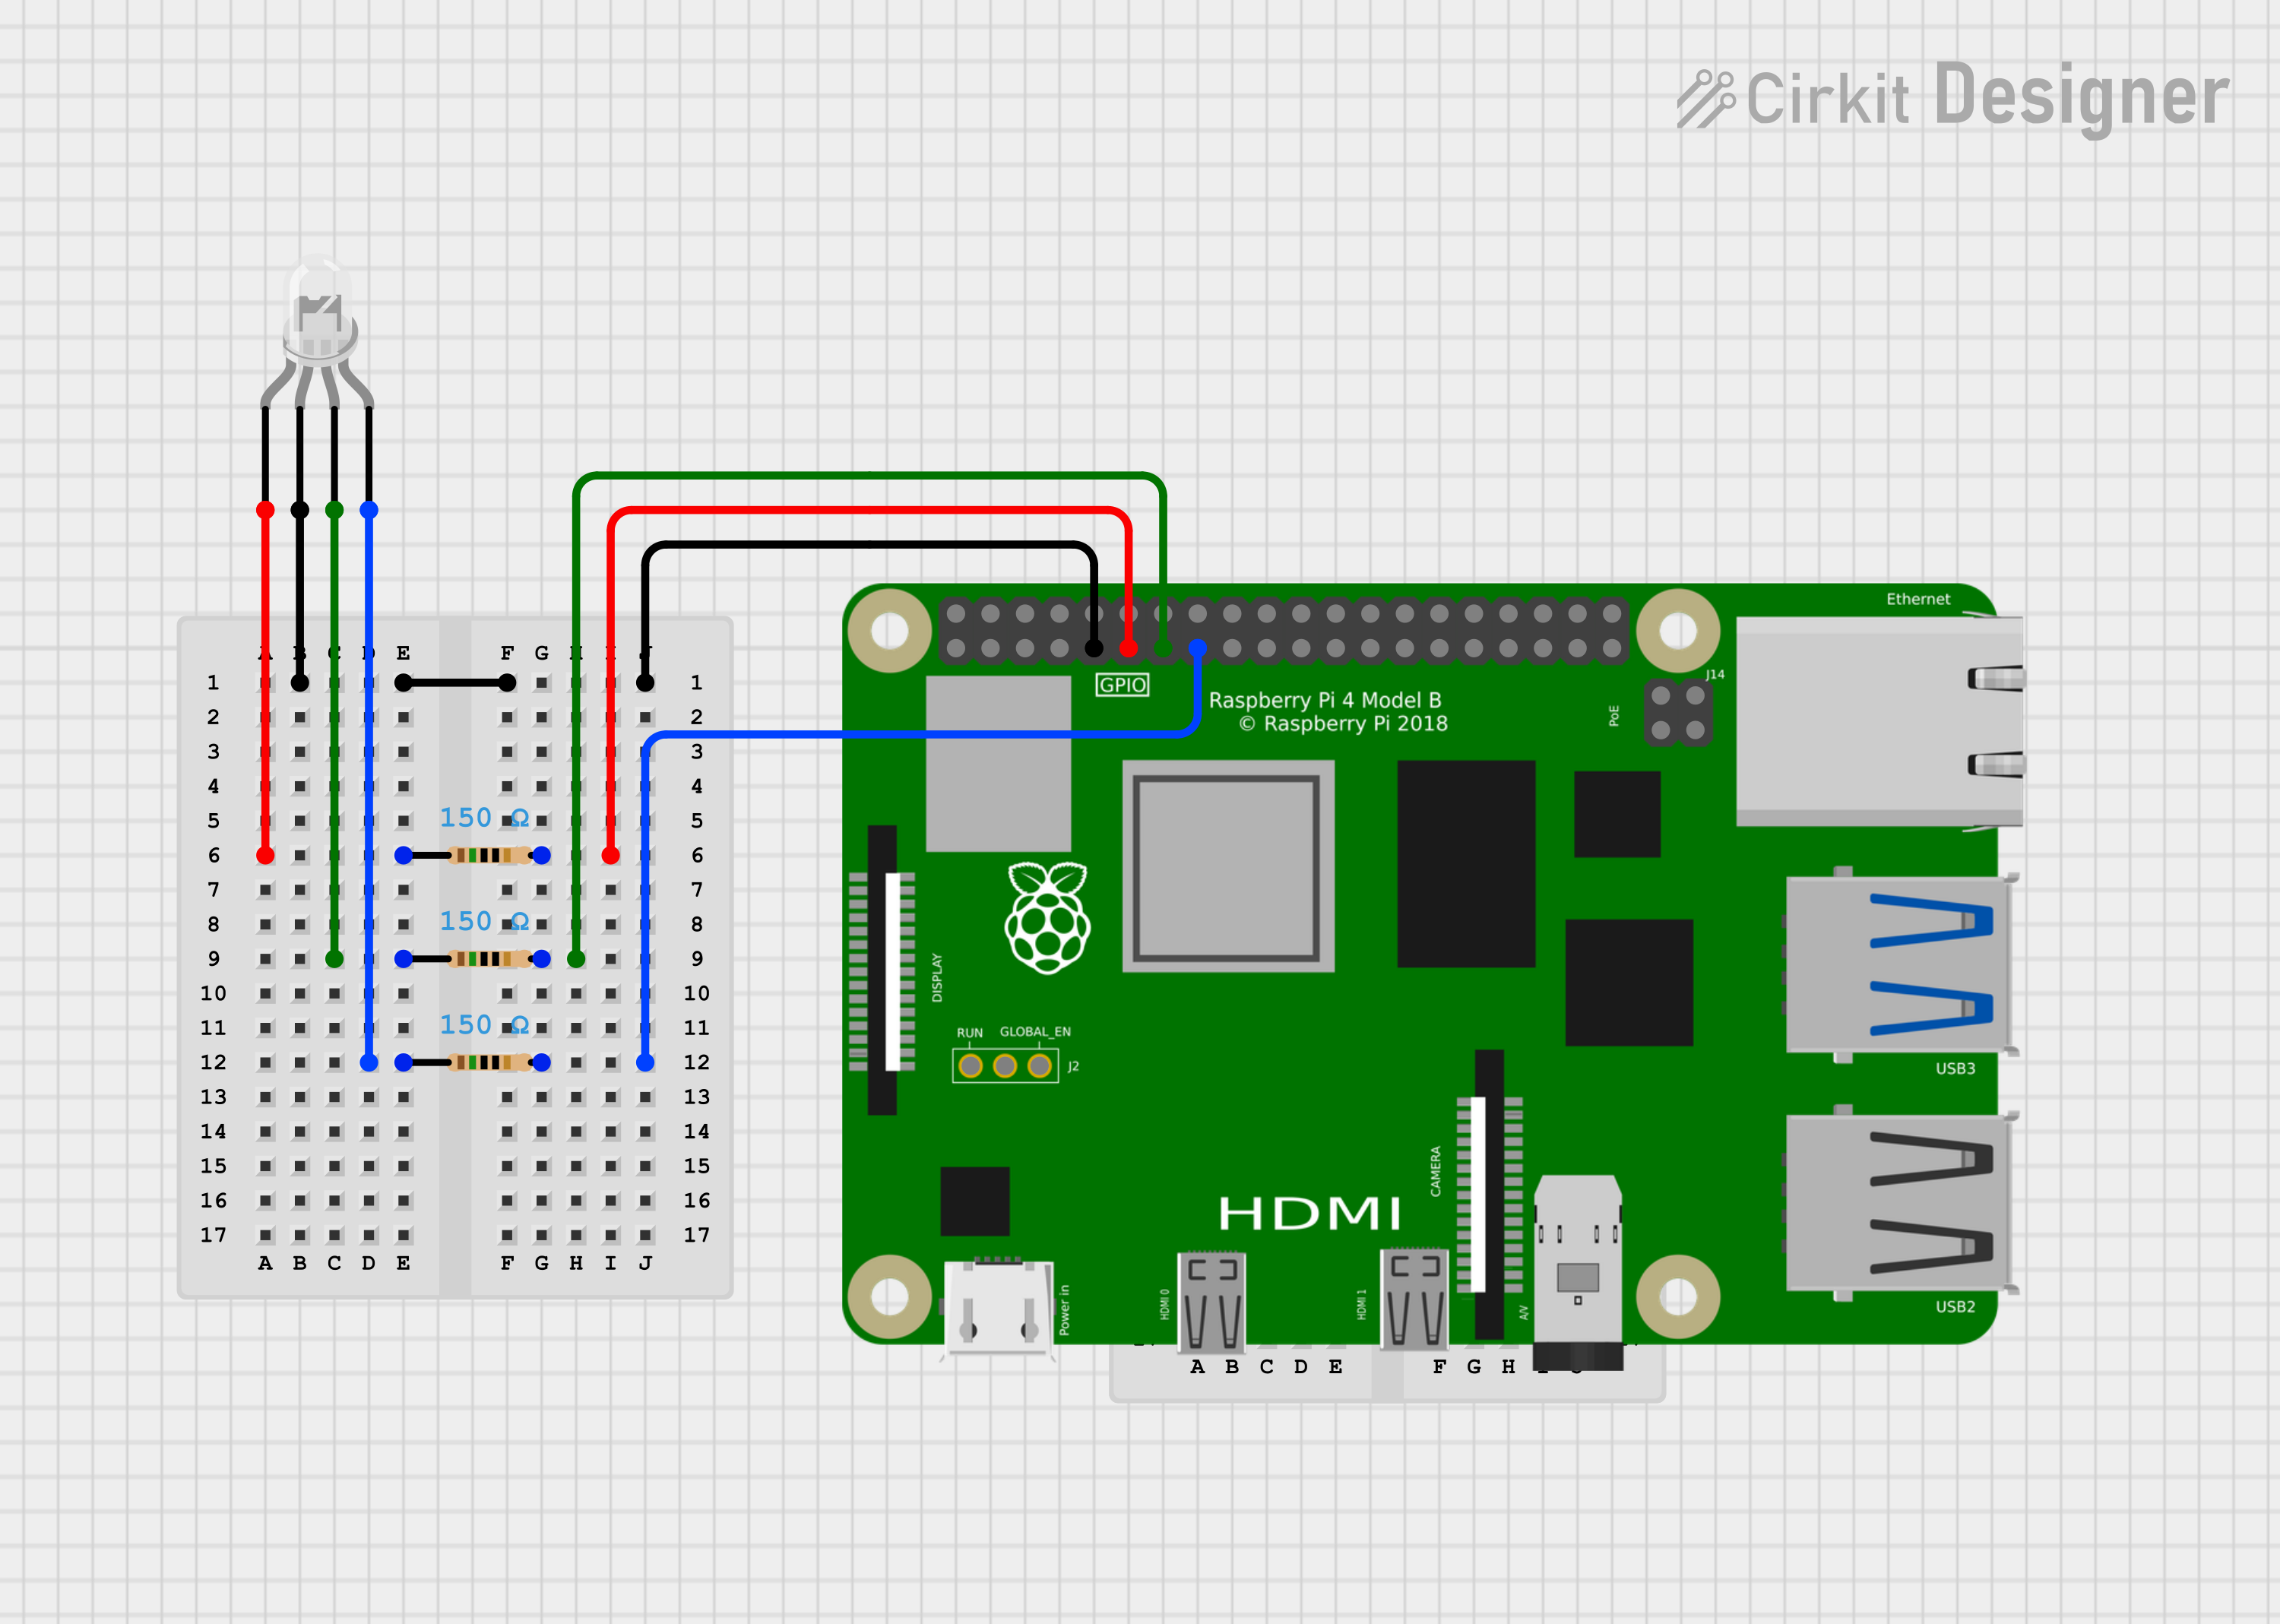 Cirkit Designer
Ethernet
A B C D E F G H I J
J14
1 1
GPIO
Raspberry Pi 4 Model B
© Raspberry Pi 2018
PoE
2 2
3 3
4 4
150 Ω
5 5
6 6
7 7
150 Ω
8 8
9 9
DISPLAY
10 10
150 Ω
11 11
RUN GLOBAL_EN
12 12
J2
USB3
13 13
14 14
15 15
CAMERA
16 16
HDMI
17 17
A B C D E F G H I J
Power in
HDMI 0
HDMI 1
A/V
USB2
A B C D E F G H